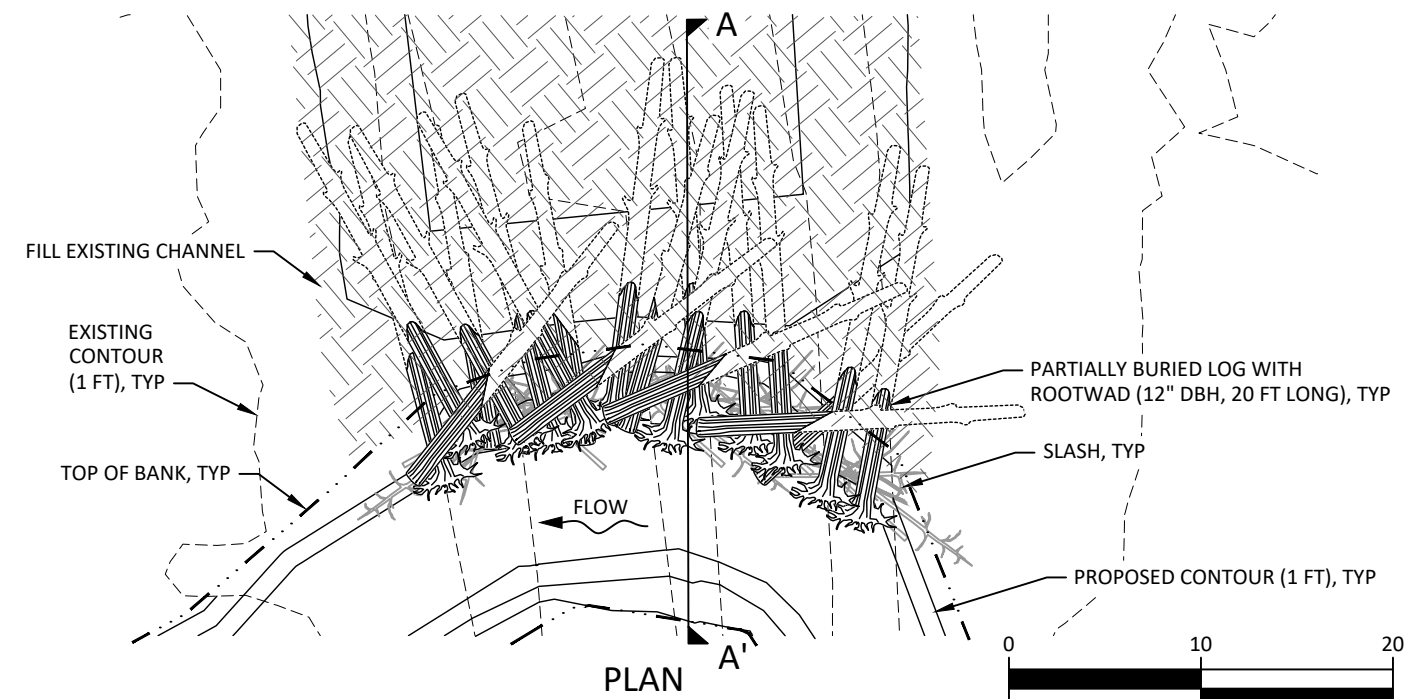 A
FILL EXISTING CHANNEL
EXISTING
CONTOUR
(1 FT), TYP
TOP OF BANK, TYP
FLOW
PARTIALLY BURIED LOG WITH
ROOTWAD (12" DBH, 20 FT LONG), TYP
SLASH, TYP
PROPOSED CONTOUR (1 FT), TYP
A'
PLAN
0 10 20